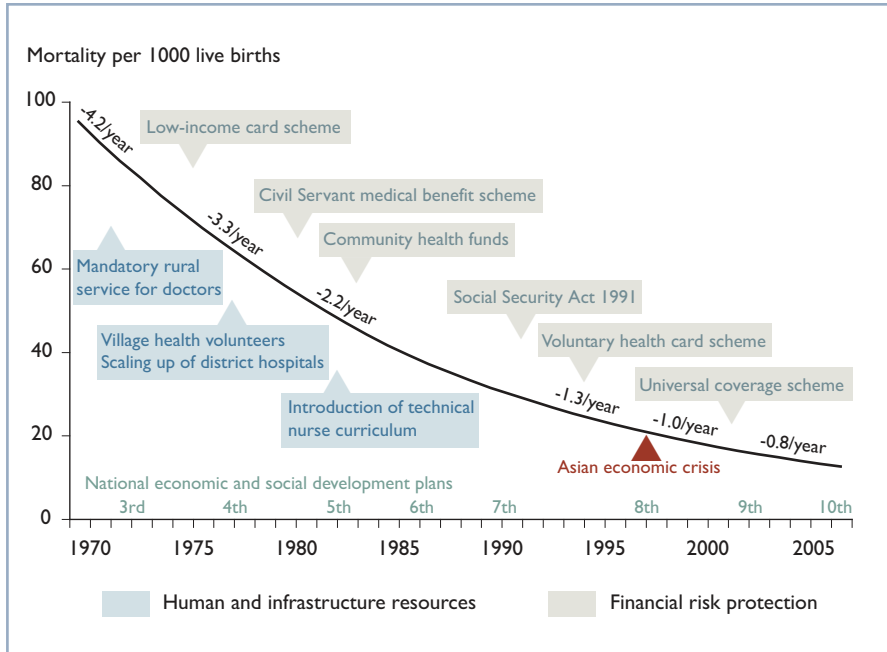 Mortality per 1000 live births
100
80
60
40
20
0
-4.2/year
Low-income card scheme
Civil Servant medical benefit scheme
-3.3/year
Community health funds
Mandatory rural
service for doctors
-2.2/year
Social Security Act 1991
Village health volunteers
Scaling up of district hospitals
Voluntary health card scheme
Introduction of technical
nurse curriculum
Universal coverage scheme
-1.3/year
-1.0/year
-0.8/year
Asian economic crisis
National economic and social development plans
3rd 4th 5th 6th 7th 8th 9th 10th
1970 1975 1980 1985 1990 1995 2000 2005
Human and infrastructure resources
Financial risk protection